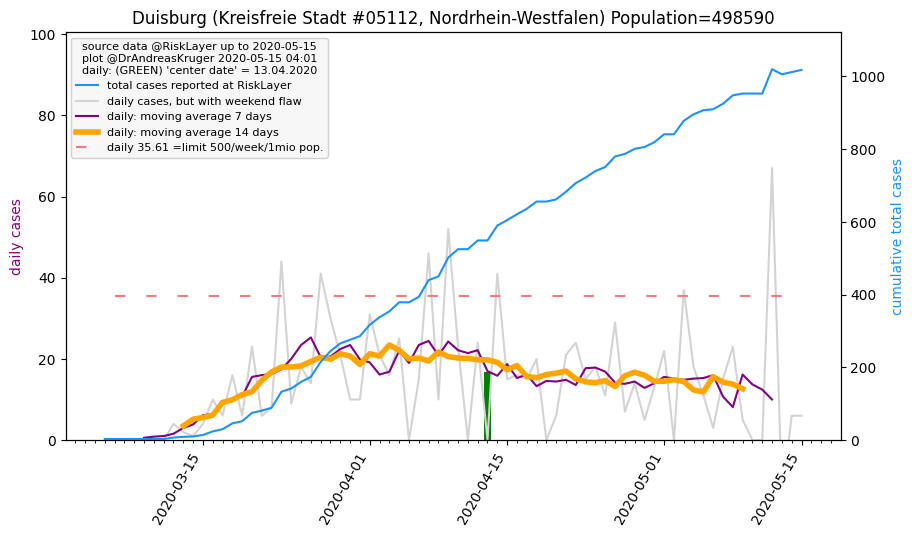 Duisburg (Kreisfreie Stadt #05112, Nordrhein-Westfalen) Population=498590
source data @RiskLayer up to 2020-05-15
plot @DrAndreasKruger 2020-05-15 04:01
daily: (GREEN) 'center date' = 13.04.2020
total cases reported at RiskLayer
daily cases, but with weekend flaw
daily: moving average 7 days
daily: moving average 14 days
daily 35.61 =limit 500/week/1mio pop.
daily cases
100
80
60
40
20
0
cumulative total cases
1000
800
600
400
200
0
2020-03-15
2020-04-01
2020-04-15
2020-05-01
2020-05-15